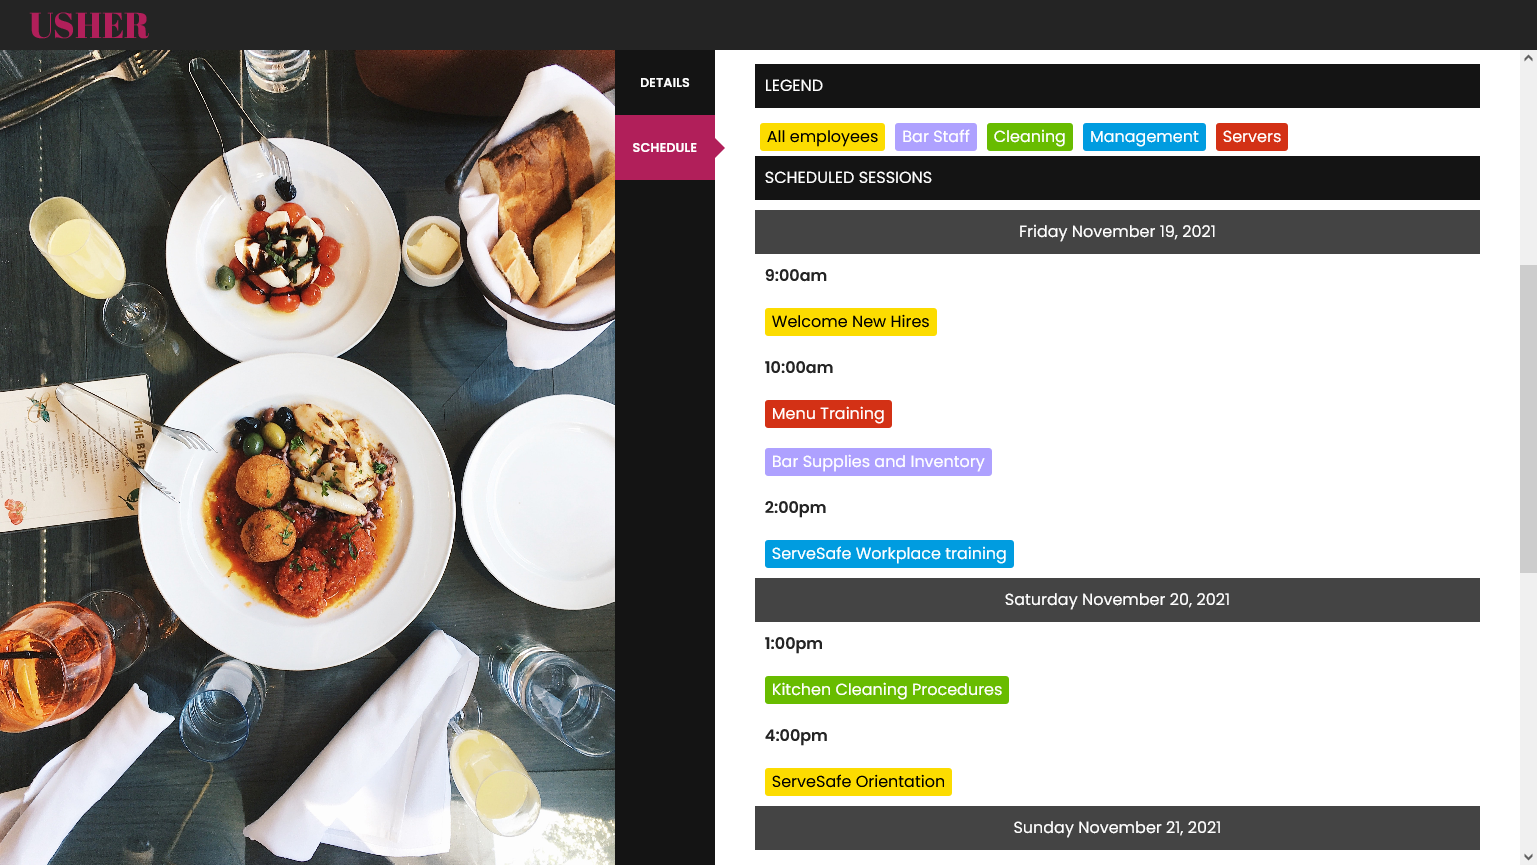 USHER
DETAILS
SCHEDULE
LEGEND
All employees Bar Staff Cleaning Management Servers
SCHEDULED SESSIONS
Friday November 19, 2021
9:00am
Welcome New Hires
10:00am
Menu Training
Bar Supplies and Inventory
2:00pm
ServeSafe Workplace training
Saturday November 20, 2021
1:00pm
Kitchen Cleaning Procedures
4:00pm
ServeSafe Orientation
Sunday November 21, 2021